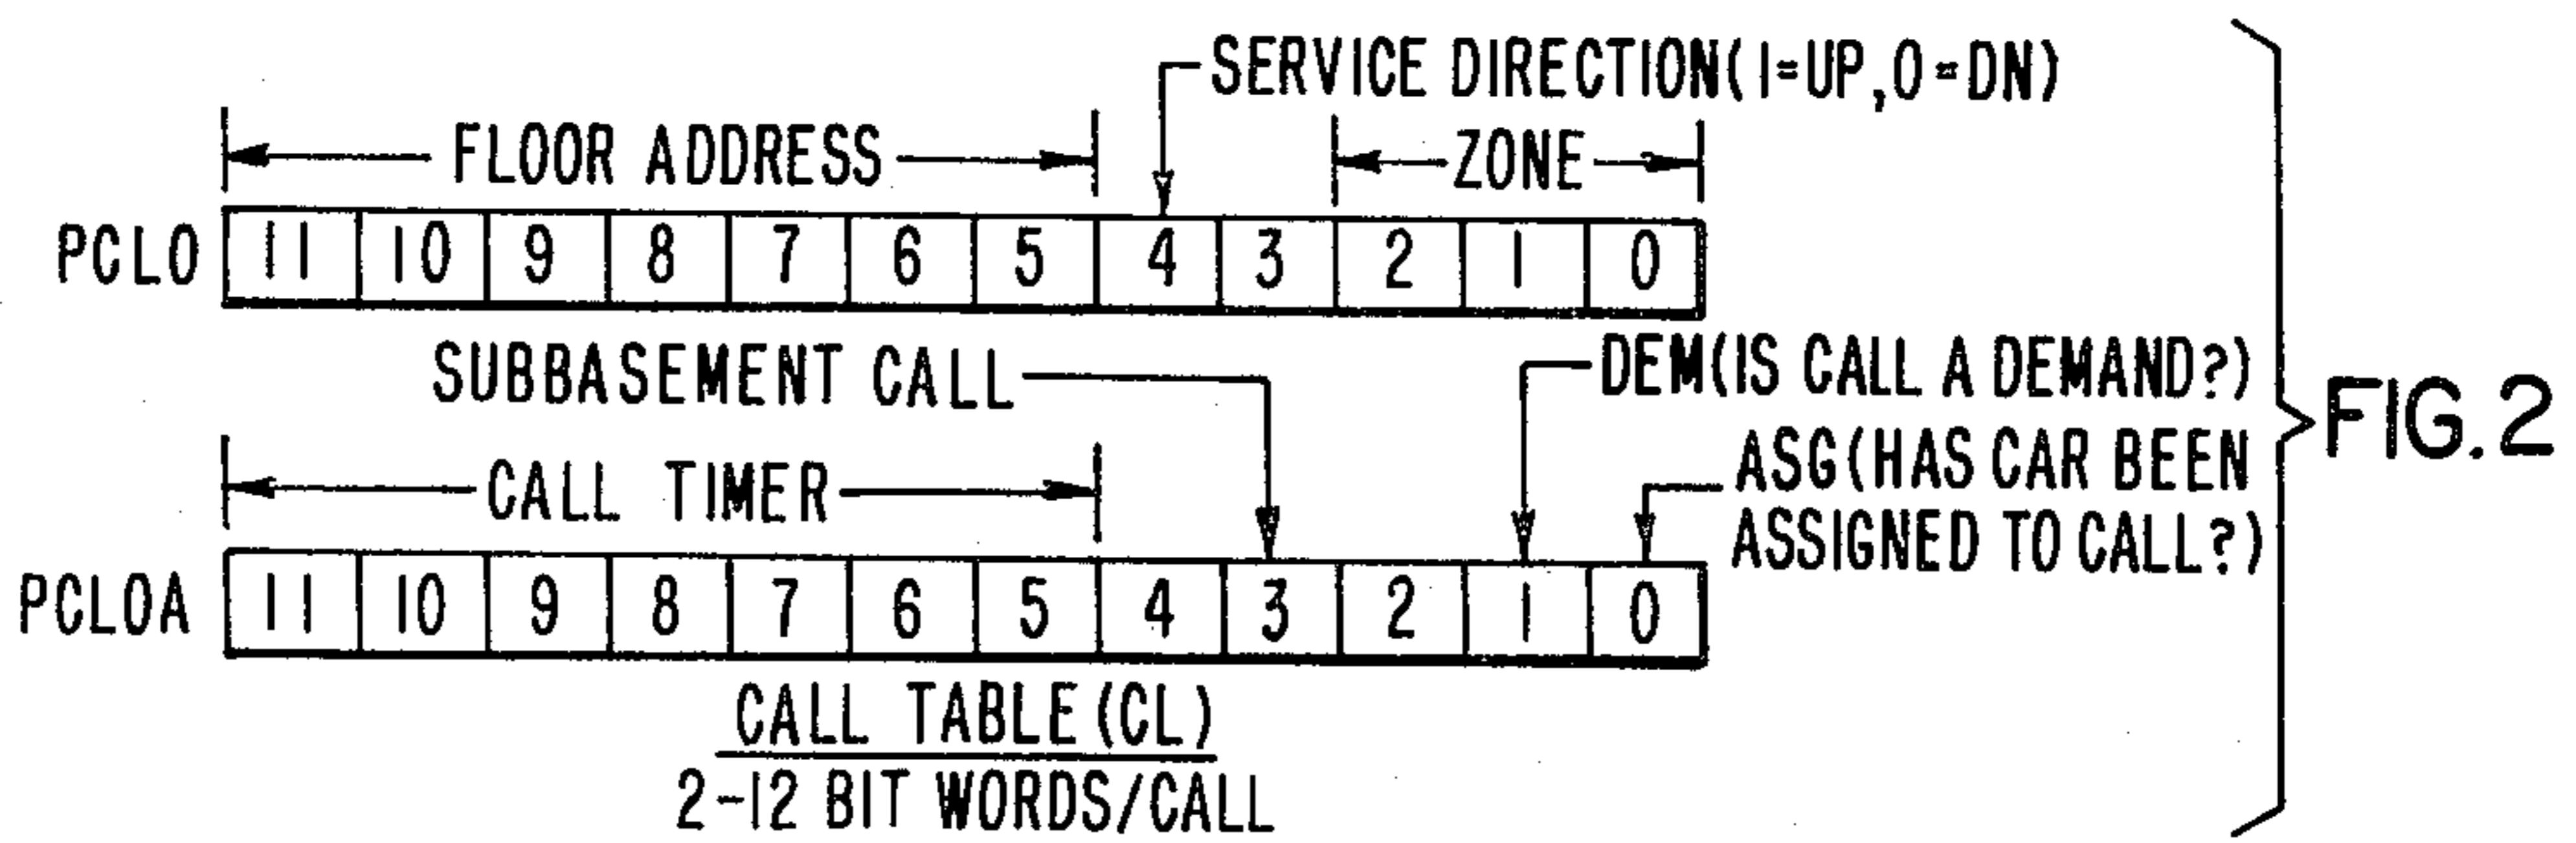 SERVICE DIRECTION(1=UP,0=DN)
FLOOR ADDRESS
ZONE
PCL0 11 10 9 8 7 6 5 4 3 2 1 0
SUBBASEMENT CALL
DEM(IS CALL A DEMAND?)
ASG(HAS CAR BEEN
ASSIGNED TO CALL?)
CALL TIMER
PCL0A 11 10 9 8 7 6 5 4 3 2 1 0
CALL TABLE(CL)
2-12 BIT WORDS/CALL
FIG.2